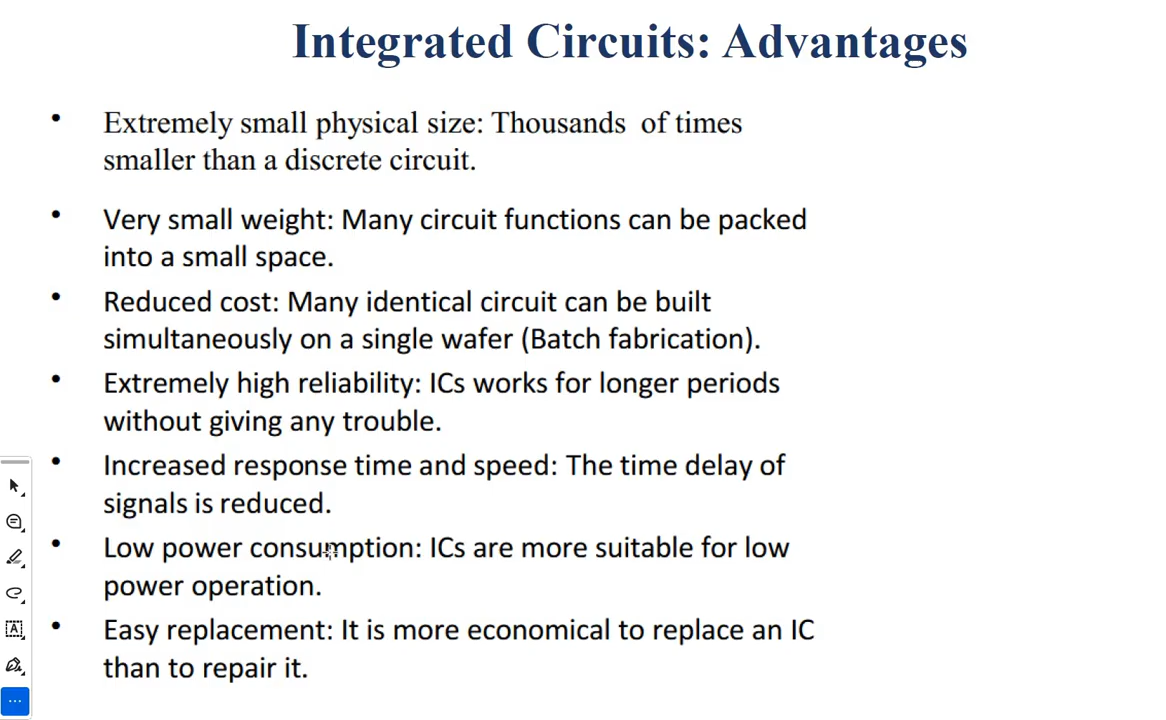 Integrated Circuits: Advantages
• Extremely small physical size: Thousands of times
smaller than a discrete circuit.
• Very small weight: Many circuit functions can be packed
into a small space.
• Reduced cost: Many identical circuit can be built
simultaneously on a single wafer (Batch fabrication).
• Extremely high reliability: ICs works for longer periods
without giving any trouble.
• Increased response time and speed: The time delay of
signals is reduced.
• Low power consumption: ICs are more suitable for low
power operation.
• Easy replacement: It is more economical to replace an IC
than to repair it.